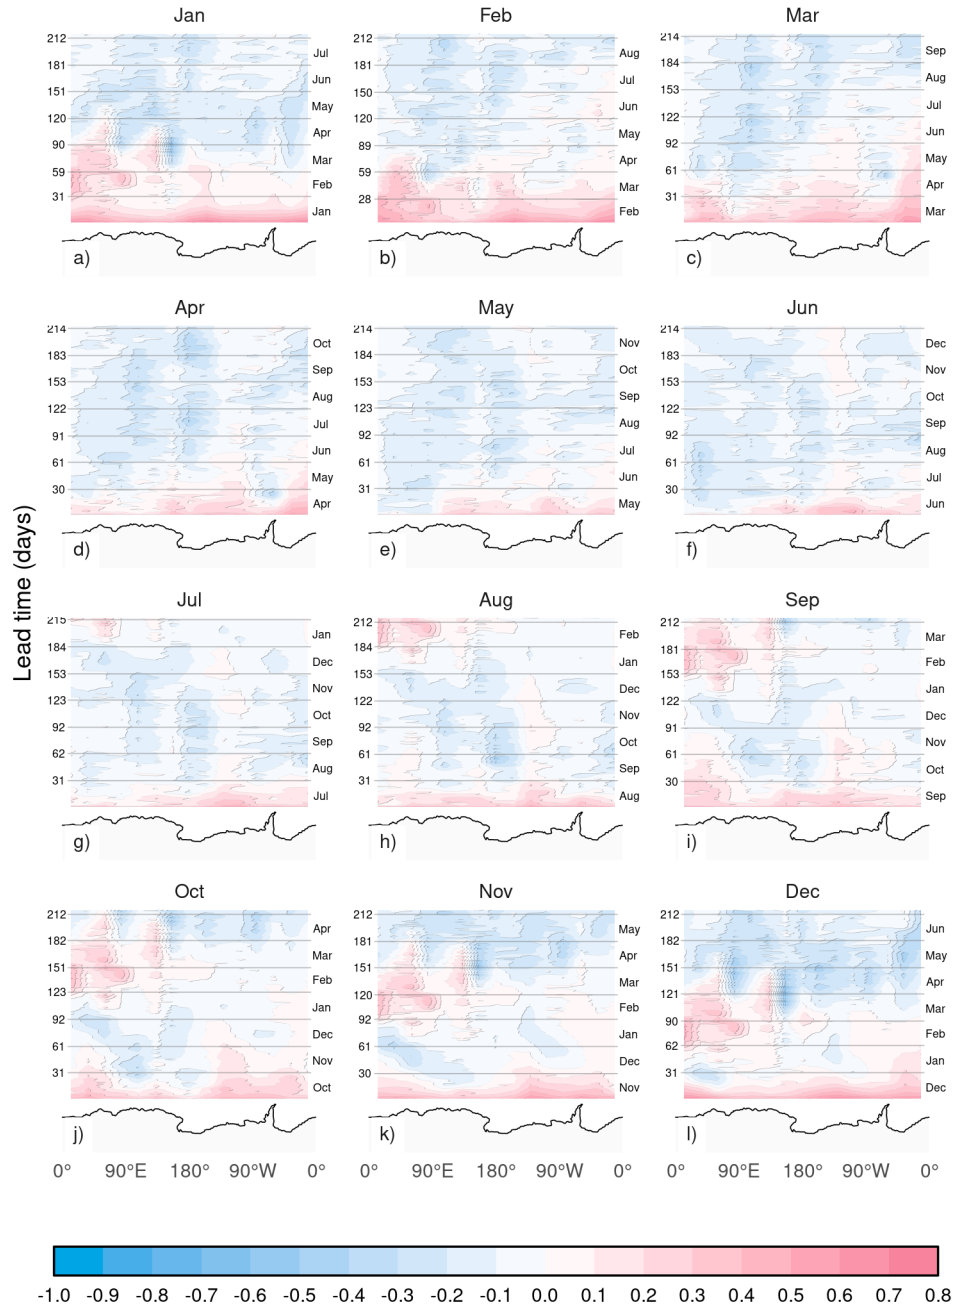 Jan Feb Mar
212 212 214
Jul Aug Sep
181 181 184
Jun Jul Aug
151 150 153
May Jun Jul
120 120 122
Apr May Jun
90 89 92
Mar Apr May
59 59 61
Feb Mar Apr
31 28 31
Jan Feb Mar
a) b) c)
Apr May Jun
214 214 214
Oct Nov Dec
183 184 183
Sep Oct Nov
153 153 153
Aug Sep Oct
122 123 122
Jul Aug Sep
91 92 92
Jun Jul Aug
61 61 61
May Jun Jul
30 31 30
Apr May Jun
d) e) f)
Lead time (days)
Jul Aug Sep
215 212 212
Jan Feb Mar
184 184 181
Dec Jan Feb
153 153 151
Nov Dec Jan
123 122 122
Oct Nov Dec
92 92 91
Sep Oct Nov
62 61 61
Aug Sep Oct
31 31 30
Jul Aug Sep
g) h) i)
Oct Nov Dec
212 212 212
Apr May Jun
182 181 182
Mar Apr May
151 151 151
Feb Mar Apr
123 120 121
Jan Feb Mar
92 92 90
Dec Jan Feb
61 61 62
Nov Dec Jan
31 30 31
Oct Nov Dec
j) k) l)
0° 90°E 180° 90°W 0° 0° 90°E 180° 90°W 0° 0° 90°E 180° 90°W 0°
-1.0 -0.9 -0.8 -0.7 -0.6 -0.5 -0.4 -0.3 -0.2 -0.1 0.0 0.1 0.2 0.3 0.4 0.5 0.6 0.7 0.8